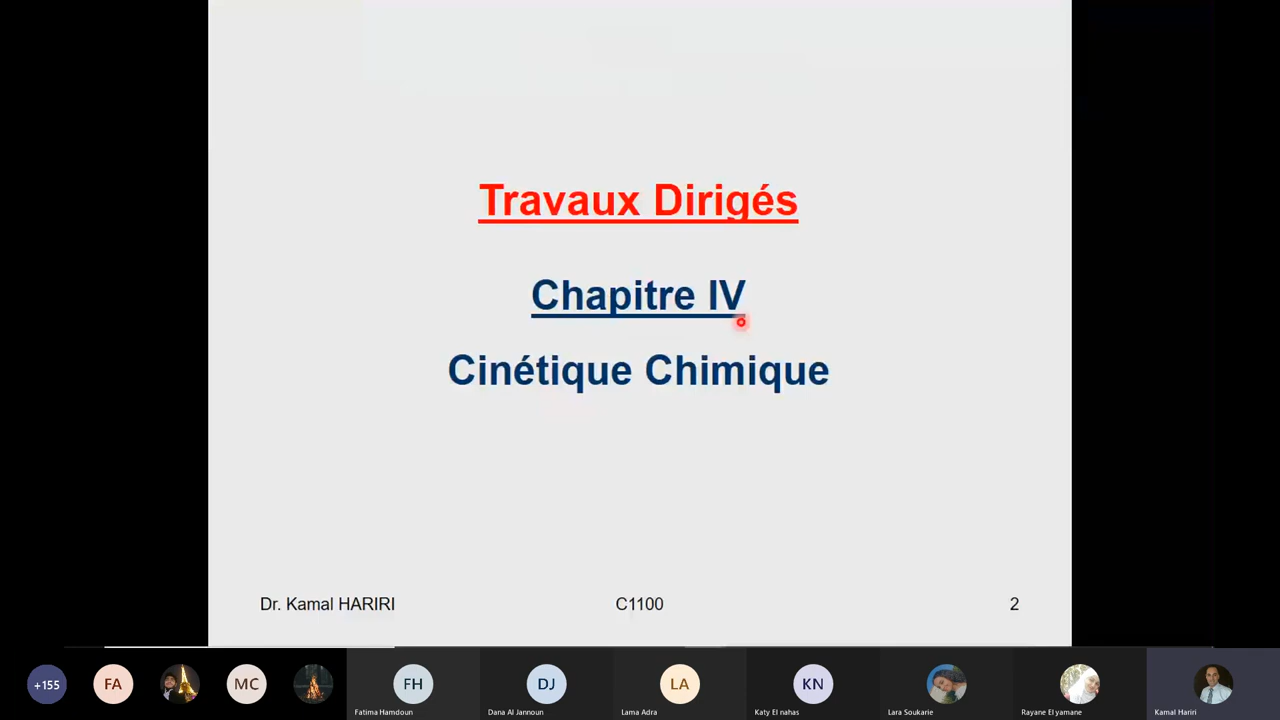 Travaux Dirigés
Chapitre IV
Cinétique Chimique
Dr. Kamal HARIRI
C1100
2
+155
FA
MC
FH
DJ
LA
KN
Fatima Hamdoun
Dana Al Jannoun
Lama Adra
Katy El nahas
Lara Soukarie
Rayane El yamane
Kamal Hariri